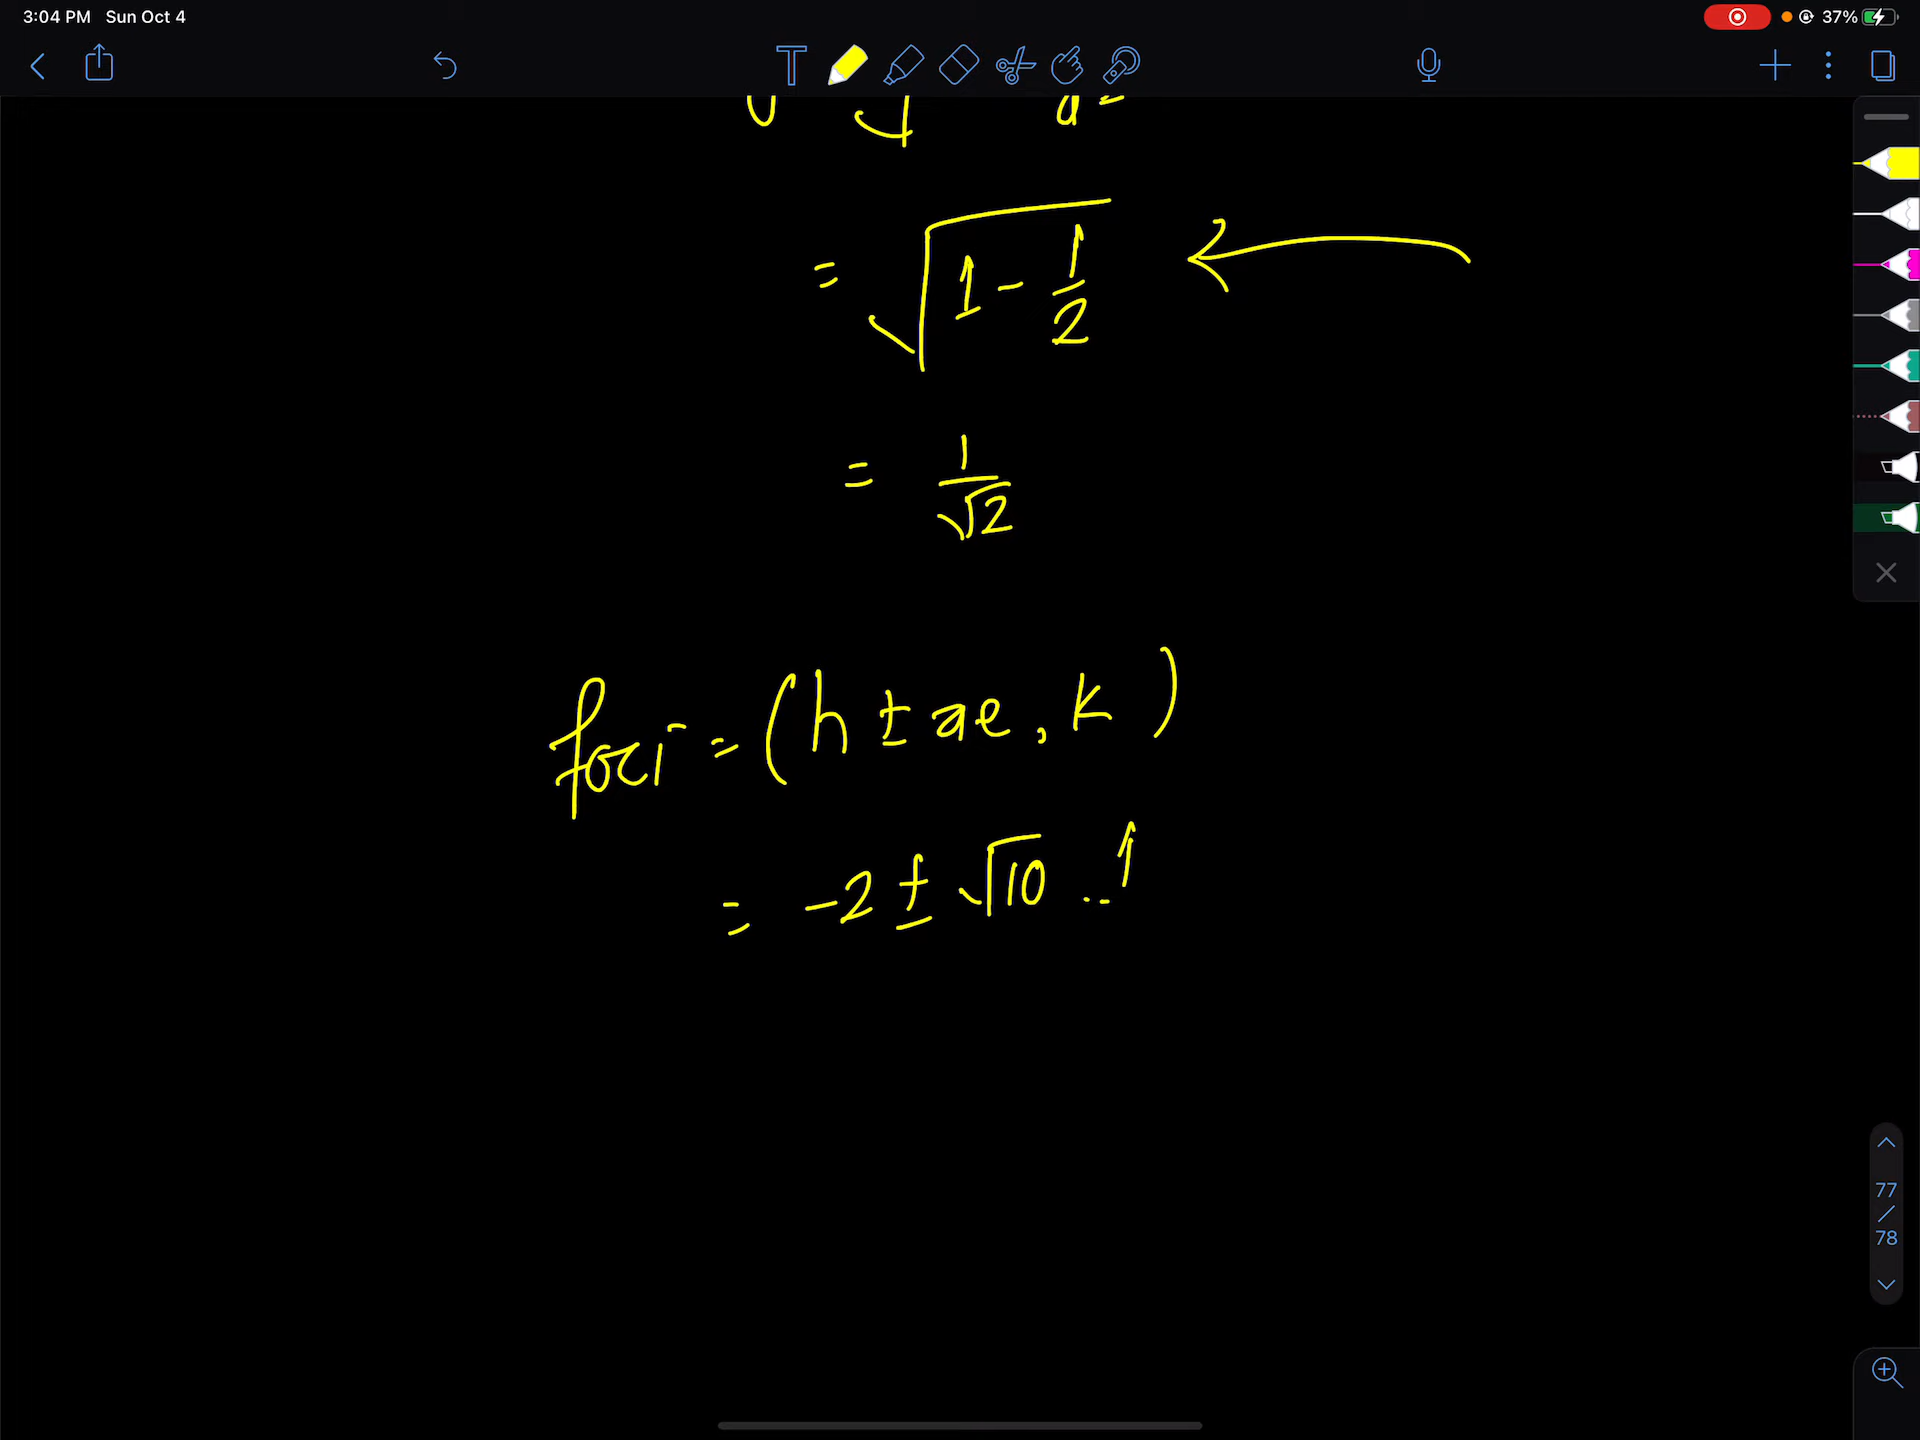 3:04 PM Sun Oct 4
37%
= √(1 - 1/2)
= 1/√2
foci = (h ± ae, k)
= -2 ± √10 .. 1
77
/
78